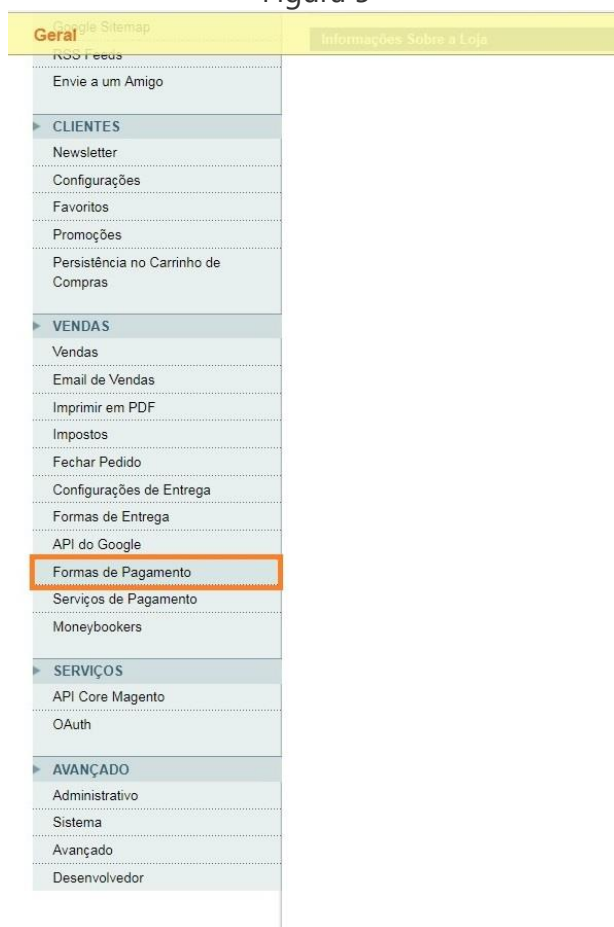 Google Sitemap
Geral
Informações Sobre a Loja
RSS Feeds
Envie a um Amigo
CLIENTES
Newsletter
Configurações
Favoritos
Promoções
Persistência no Carrinho de
Compras
VENDAS
Vendas
Email de Vendas
Imprimir em PDF
Impostos
Fechar Pedido
Configurações de Entrega
Formas de Entrega
API do Google
Formas de Pagamento
Serviços de Pagamento
Moneybookers
SERVIÇOS
API Core Magento
OAuth
AVANÇADO
Administrativo
Sistema
Avançado
Desenvolvedor